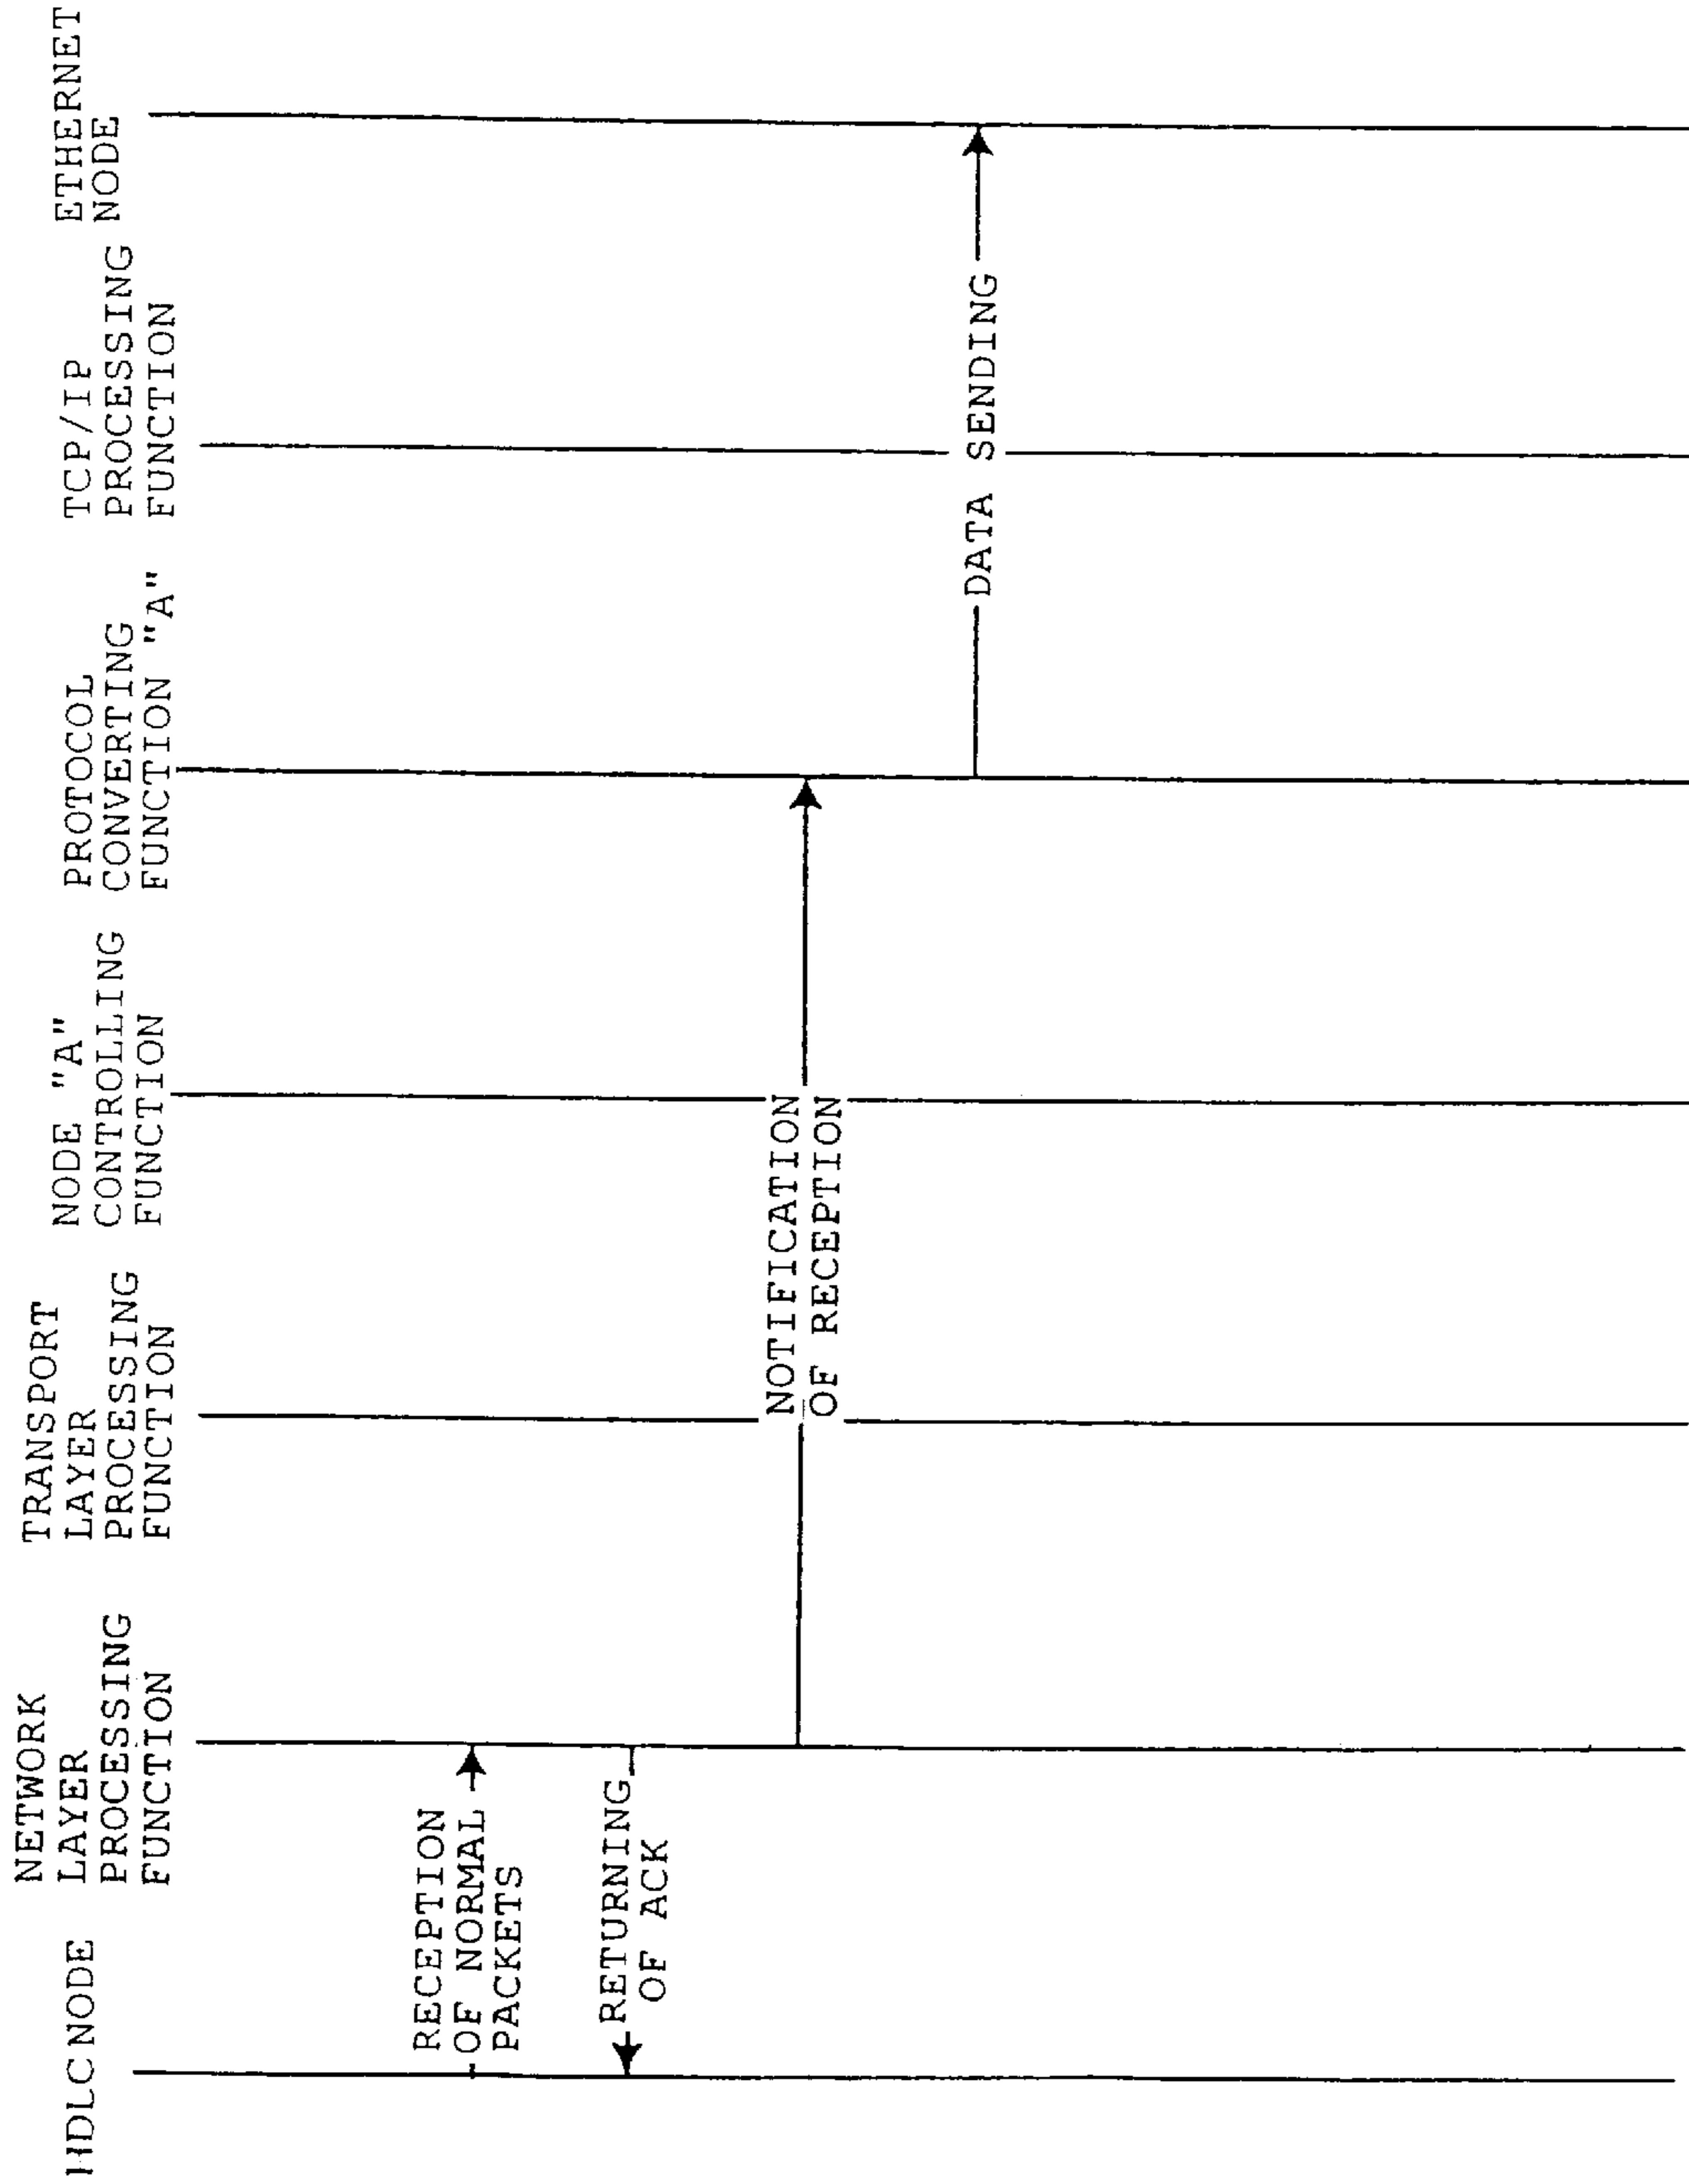 HDLC NODE
NETWORK
LAYER
PROCESSING
FUNCTION
TRANSPORT
LAYER
PROCESSING
FUNCTION
NODE "A"
CONTROLLING
FUNCTION
PROTOCOL
CONVERTING
FUNCTION "A"
TCP/IP
PROCESSING
FUNCTION
ETHERNET
NODE
RECEPTION
OF NORMAL
PACKETS
RETURNING
OF ACK
NOTIFICATION
OF RECEPTION
DATA SENDING